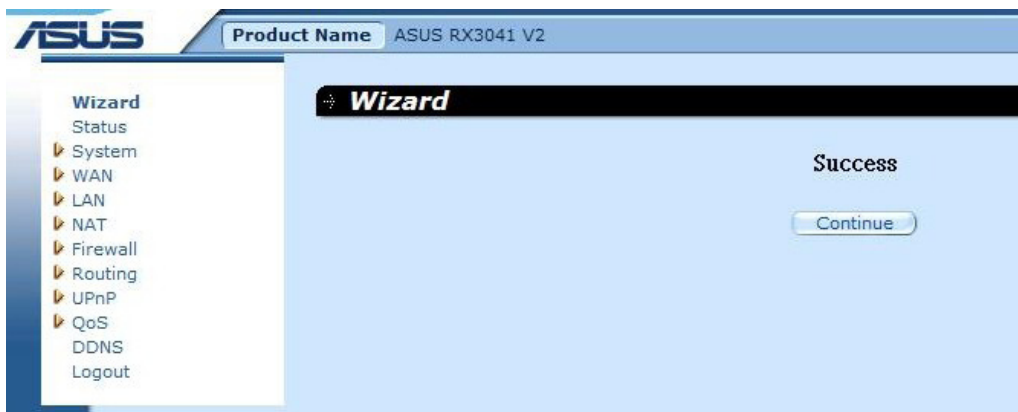 ASUS
Product Name ASUS RX3041 V2
Wizard
Status
System
WAN
LAN
NAT
Firewall
Routing
UPnP
QoS
DDNS
Logout
Wizard
Success
Continue